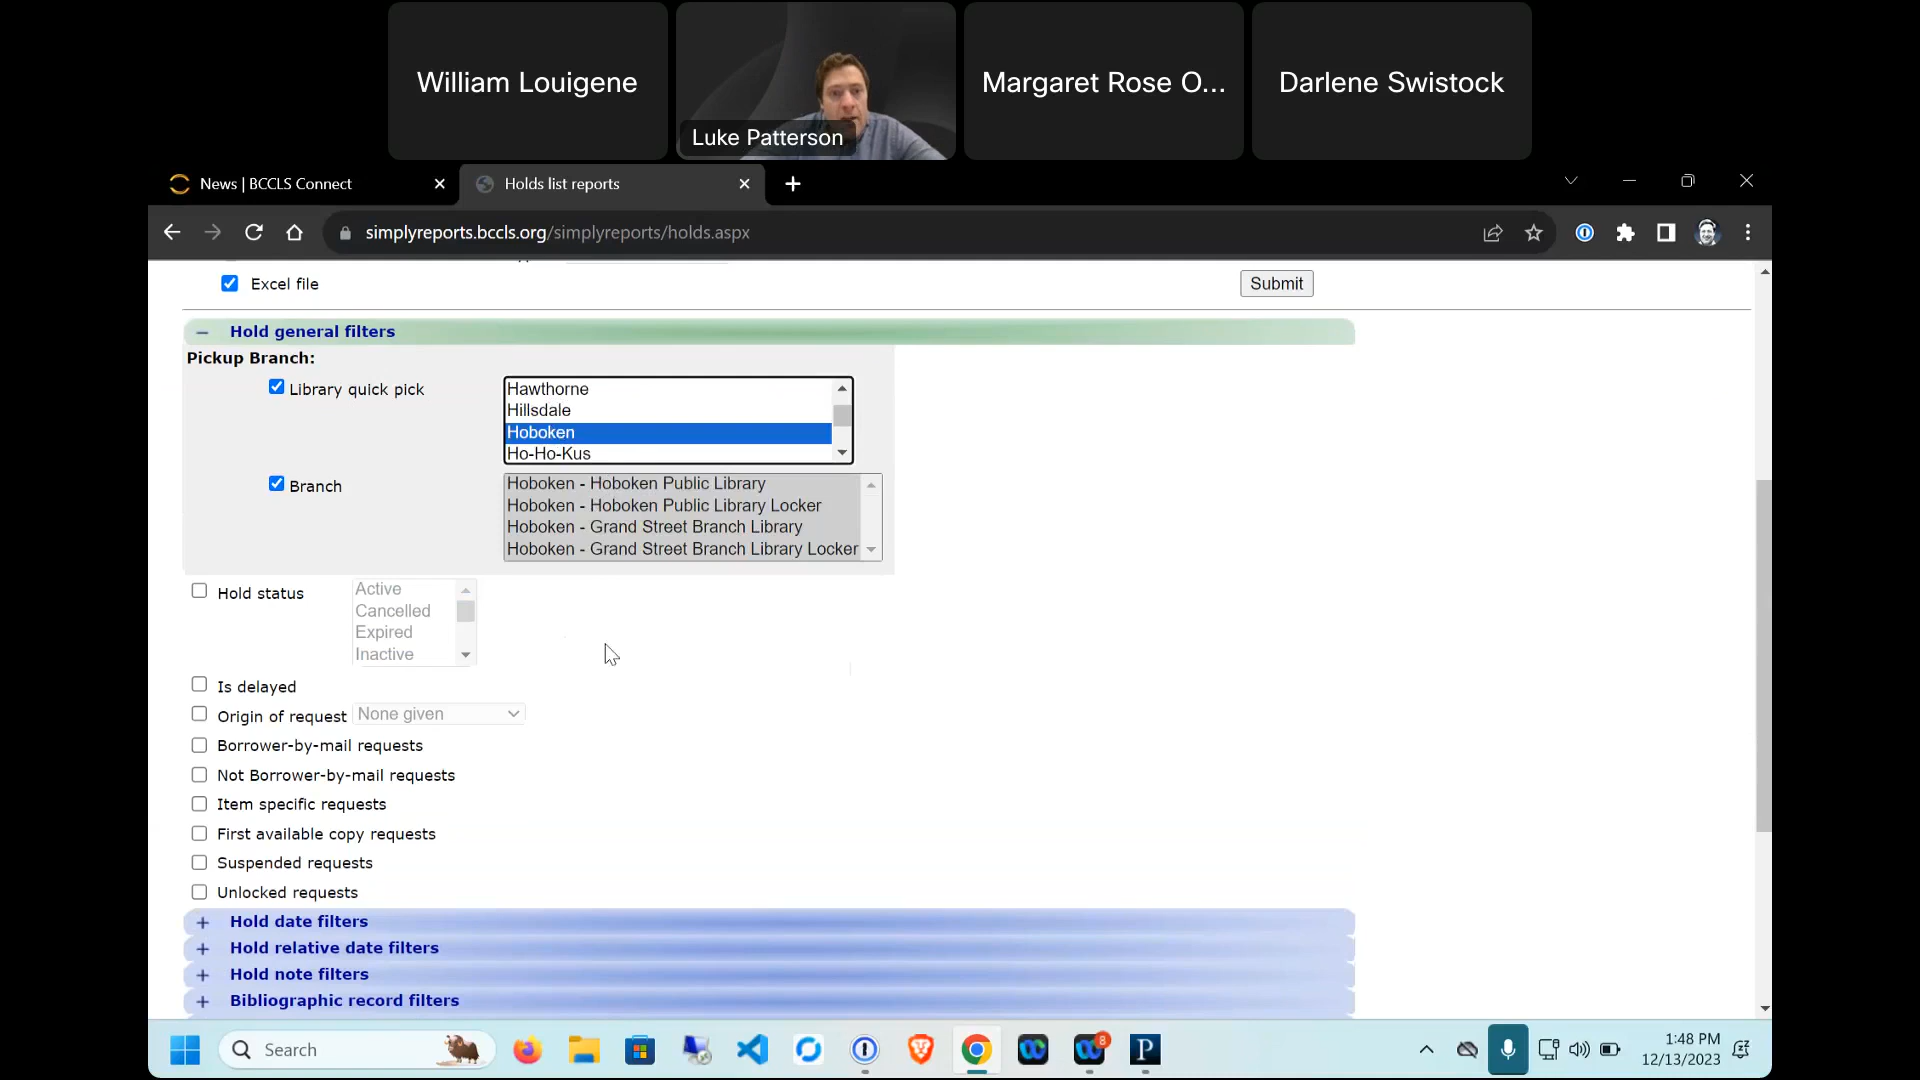 William Louigene
Luke Patterson
Margaret Rose O...
Darlene Swistock
News | BCCLS Connect
Holds list reports
simplyreports.bccls.org/simplyreports/holds.aspx
Excel file
Submit
Hold general filters
Pickup Branch:
Library quick pick
Hawthorne
Hillsdale
Hoboken
Ho-Ho-Kus
Branch
Hoboken - Hoboken Public Library
Hoboken - Hoboken Public Library Locker
Hoboken - Grand Street Branch Library
Hoboken - Grand Street Branch Library Locker
Hold status
Active
Cancelled
Expired
Inactive
Is delayed
Origin of request None given
Borrower-by-mail requests
Not Borrower-by-mail requests
Item specific requests
First available copy requests
Suspended requests
Unlocked requests
Hold date filters
Hold relative date filters
Hold note filters
Bibliographic record filters
Search
8
P
1:48 PM
12/13/2023